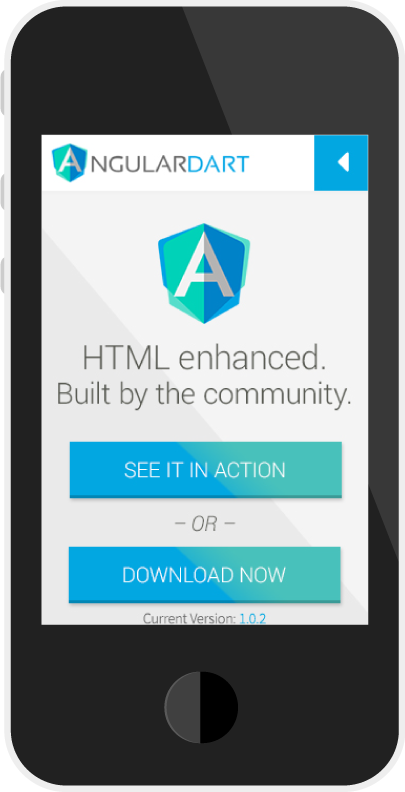 ANGULARDART
A
HTML enhanced.
Built by the community.
SEE IT IN ACTION
– OR –
DOWNLOAD NOW
Current Version: 1.0.2